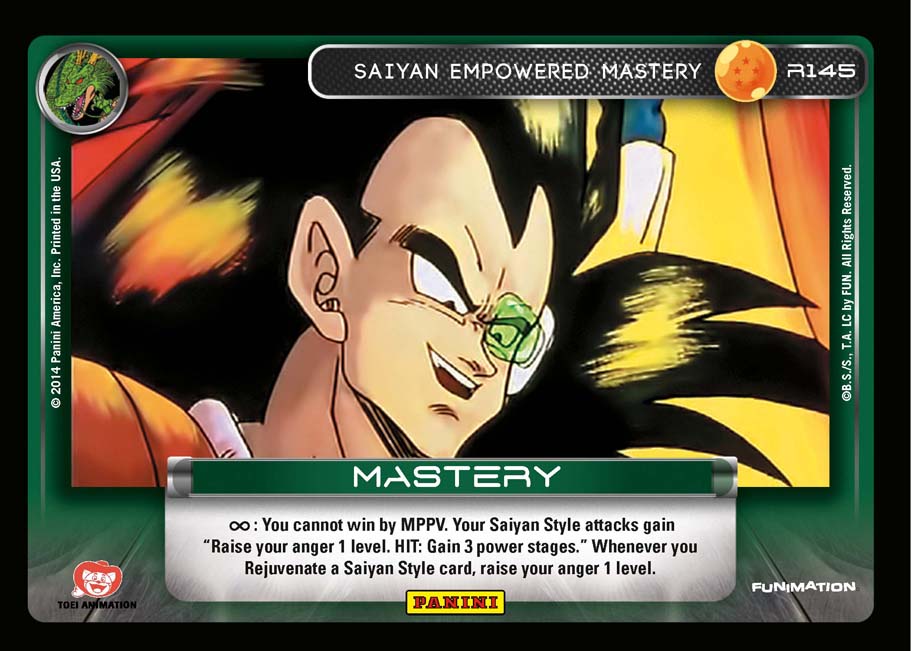 SAIYAN EMPOWERED MASTERY
R145
© 2014 Panini America, Inc. Printed in the USA.
©B.S./S., T.A. LC by FUN. All Rights Reserved.
MASTERY
∞: You cannot win by MPPV. Your Saiyan Style attacks gain
“Raise your anger 1 level. HIT: Gain 3 power stages.” Whenever you
Rejuvenate a Saiyan Style card, raise your anger 1 level.
TOEI ANIMATION
PANINI
FUNIMATION